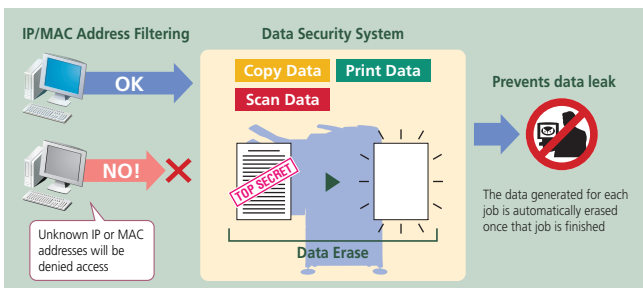 IP/MAC Address Filtering
OK
NO!
Unknown IP or MAC
addresses will be
denied access
Data Security System
Copy Data
Print Data
Scan Data
TOP SECRET
Data Erase
Prevents data leak
The data generated for each
job is automatically erased
once that job is finished